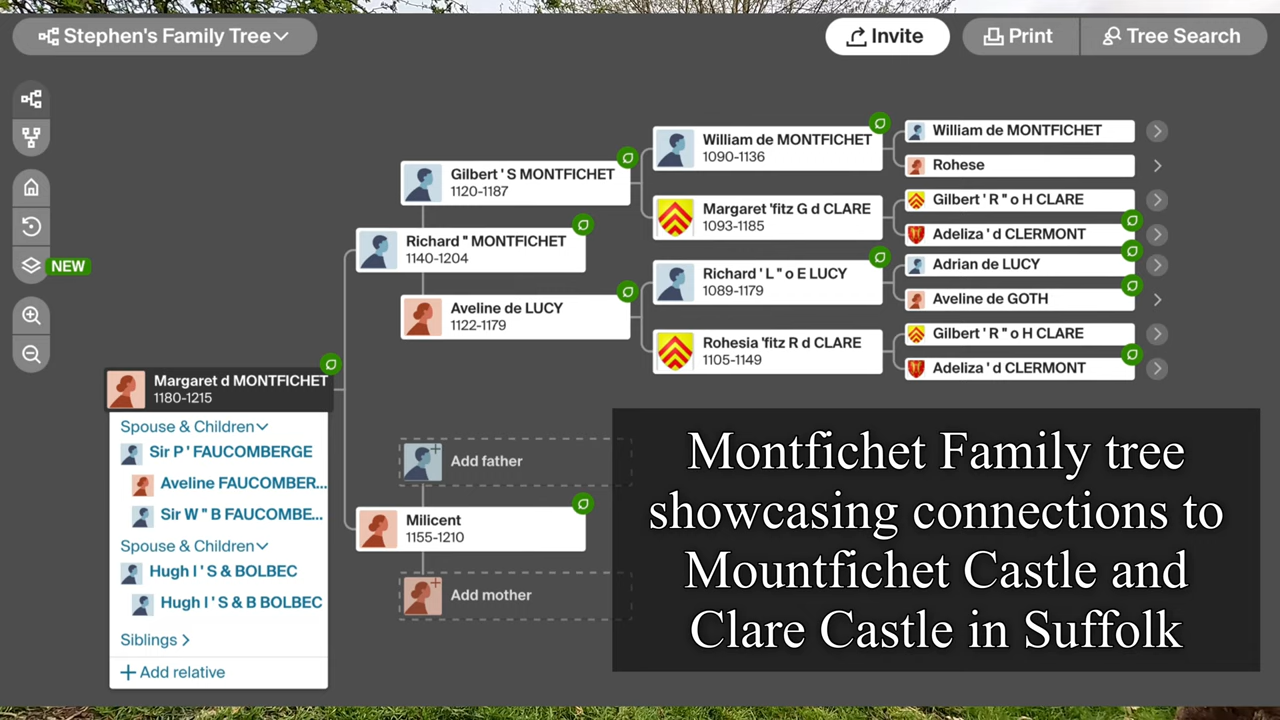 Stephen's Family Tree
Invite
Print
Tree Search
NEW
William de MONTFICHET
1090-1136
William de MONTFICHET
Rohese
Gilbert ' S MONTFICHET
1120-1187
Margaret 'fitz G d CLARE
1093-1185
Gilbert ' R " o H CLARE
Adeliza ' d CLERMONT
Richard " MONTFICHET
1140-1204
Richard ' L " o E LUCY
1089-1179
Adrian de LUCY
Aveline de GOTH
Aveline de LUCY
1122-1179
Rohesia 'fitz R d CLARE
1105-1149
Gilbert ' R " o H CLARE
Adeliza ' d CLERMONT
Margaret d MONTFICHET
1180-1215
Spouse & Children
Sir P ' FAUCOMBERGE
Aveline FAUCOMBER...
Sir W " B FAUCOMBE...
Spouse & Children
Hugh I ' S & BOLBEC
Hugh I ' S & B BOLBEC
Siblings
Add relative
Add father
Milicent
1155-1210
Add mother
Montfichet Family tree
showcasing connections to
Mountfichet Castle and
Clare Castle in Suffolk